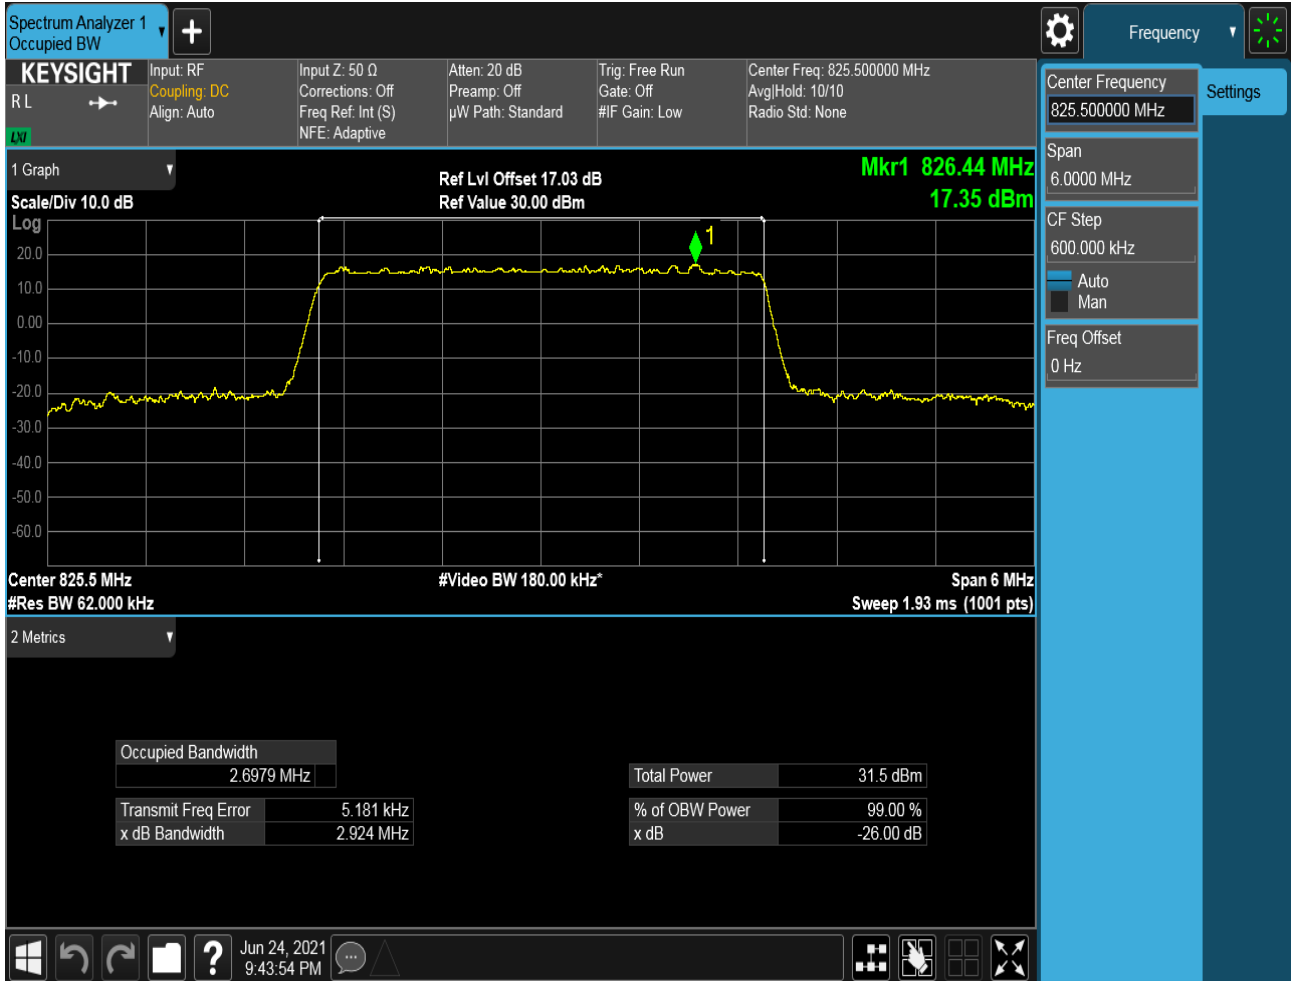 Spectrum Analyzer 1
Occupied BW
Frequency
KEYSIGHT
R L
LXI
Input: RF
Coupling: DC
Align: Auto
Input Z: 50 Ω
Corrections: Off
Freq Ref: Int (S)
NFE: Adaptive
Atten: 20 dB
Preamp: Off
µW Path: Standard
Trig: Free Run
Gate: Off
#IF Gain: Low
Center Freq: 825.500000 MHz
Avg|Hold: 10/10
Radio Std: None
Center Frequency
825.500000 MHz
Settings
Span
6.0000 MHz
CF Step
600.000 kHz
Auto
Man
Freq Offset
0 Hz
1 Graph
Ref Lvl Offset 17.03 dB
Mkr1 826.44 MHz
Scale/Div 10.0 dB
Ref Value 30.00 dBm
17.35 dBm
Log
1
20.0
10.0
0.00
-10.0
-20.0
-30.0
-40.0
-50.0
-60.0
Center 825.5 MHz
#Video BW 180.00 kHz*
Span 6 MHz
#Res BW 62.000 kHz
Sweep 1.93 ms (1001 pts)
2 Metrics
Occupied Bandwidth
2.6979 MHz
Total Power 31.5 dBm
Transmit Freq Error 5.181 kHz
% of OBW Power 99.00 %
x dB Bandwidth 2.924 MHz
x dB -26.00 dB
?
Jun 24, 2021
9:43:54 PM